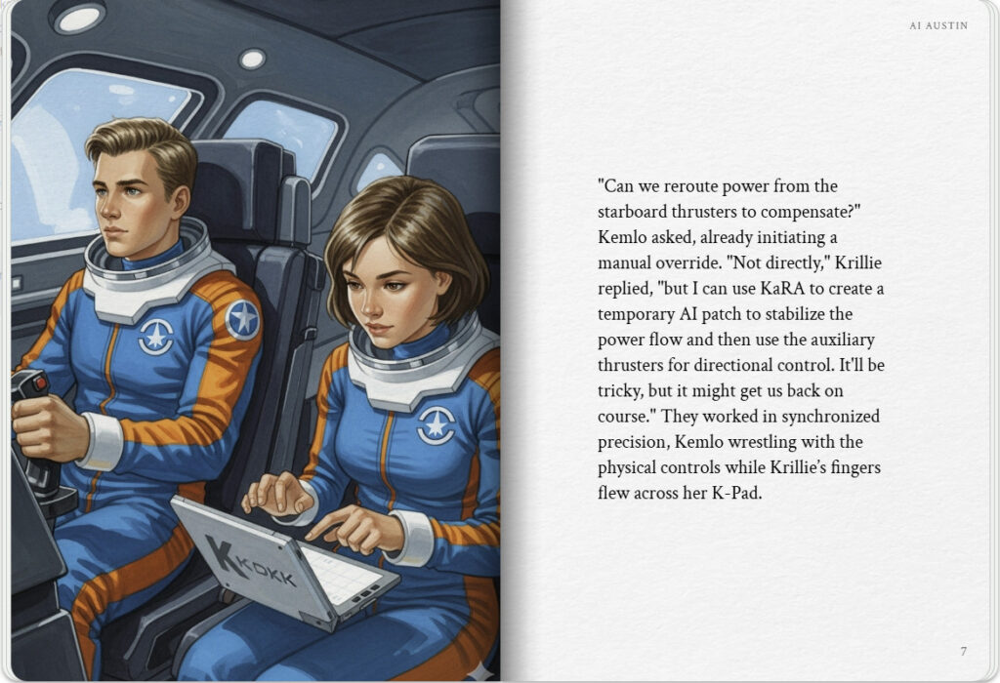 AI AUSTIN
"Can we reroute power from the
starboard thrusters to compensate?"
Kemlo asked, already initiating a
manual override. "Not directly," Krillie
replied, "but I can use KaRA to create a
temporary AI patch to stabilize the
power flow and then use the auxiliary
thrusters for directional control. It'll be
tricky, but it might get us back on
course." They worked in synchronized
precision, Kemlo wrestling with the
physical controls while Krillie’s fingers
flew across her K-Pad.
K KDKK
7